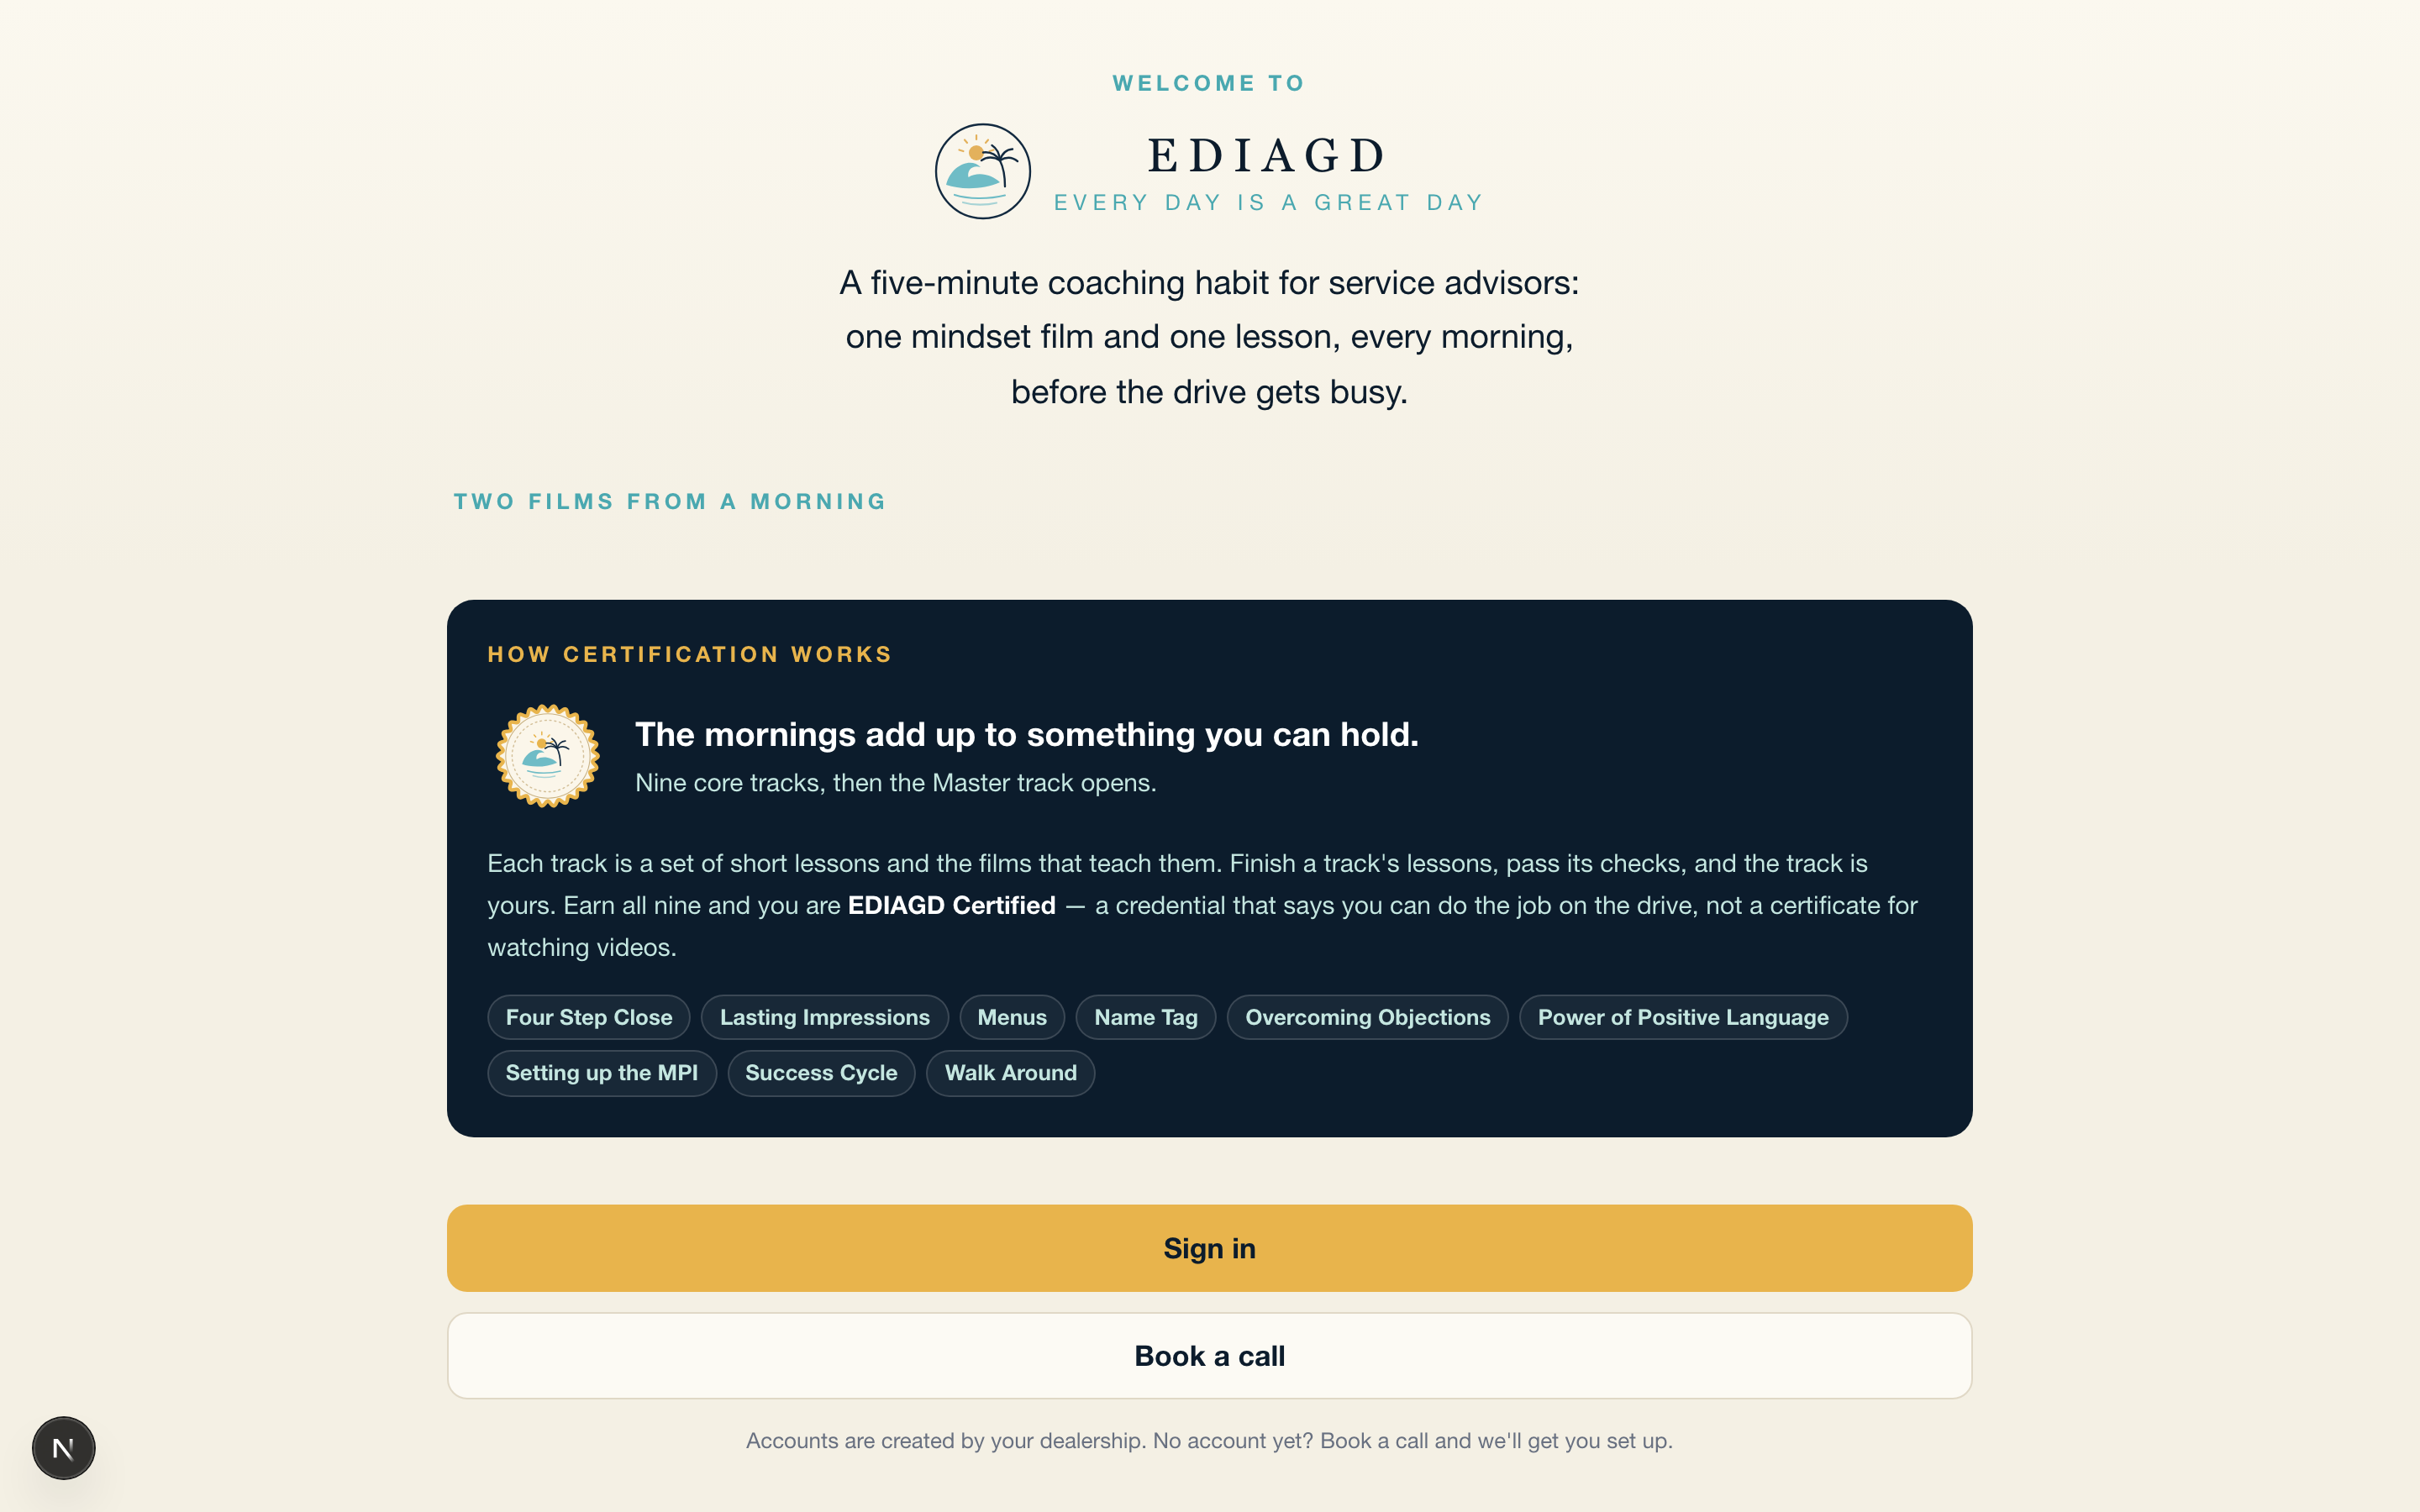 WELCOME TO
EDIAGD
EVERY DAY IS A GREAT DAY
A five-minute coaching habit for service advisors:
one mindset film and one lesson, every morning,
before the drive gets busy.
TWO FILMS FROM A MORNING
HOW CERTIFICATION WORKS
The mornings add up to something you can hold.
Nine core tracks, then the Master track opens.
Each track is a set of short lessons and the films that teach them. Finish a track's lessons, pass its checks, and the track is
yours. Earn all nine and you are EDIAGD Certified — a credential that says you can do the job on the drive, not a certificate for
watching videos.
Four Step Close Lasting Impressions Menus Name Tag Overcoming Objections Power of Positive Language
Setting up the MPI Success Cycle Walk Around
Sign in
Book a call
N
Accounts are created by your dealership. No account yet? Book a call and we'll get you set up.